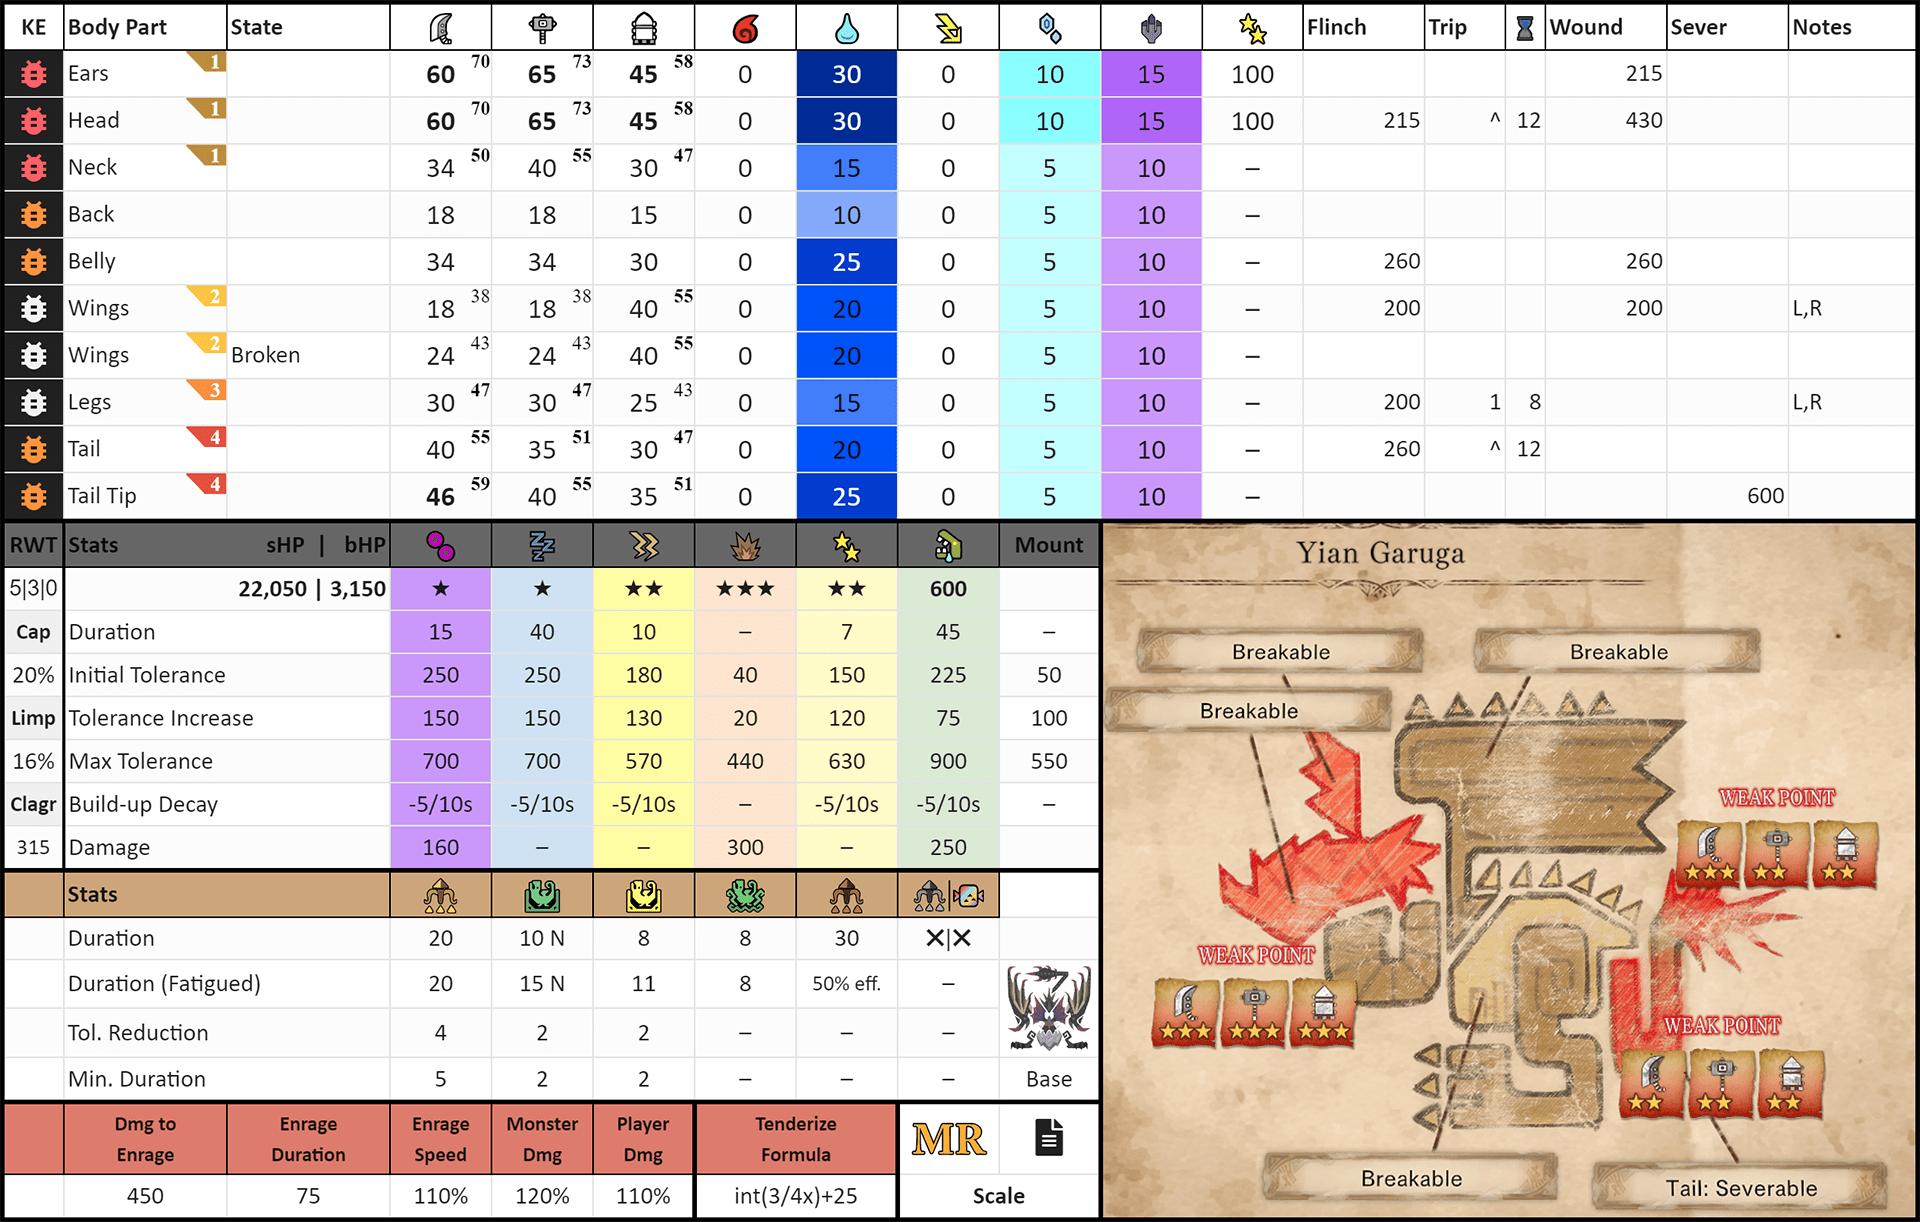 KE Body Part State Flinch Trip Wound Sever Notes
Ears 1 60 70 65 73 45 58 0 30 0 10 15 100 215
Head 1 60 70 65 73 45 58 0 30 0 10 15 100 215 ^ 12 430
Neck 1 34 50 40 55 30 47 0 15 0 5 10 –
Back 18 18 15 0 10 0 5 10 –
Belly 34 34 30 0 25 0 5 10 – 260 260
Wings 2 18 38 18 38 40 55 0 20 0 5 10 – 200 200 L,R
Wings 2 Broken 24 43 24 43 40 55 0 20 0 5 10 –
Legs 3 30 47 30 47 25 43 0 15 0 5 10 – 200 1 8 L,R
Tail 4 40 55 35 51 30 47 0 20 0 5 10 – 260 ^ 12
Tail Tip 4 46 59 40 55 35 51 0 25 0 5 10 – 600
RWT Stats sHP | bHP Mount
5|3|0 22,050 | 3,150 ★ ★ ★★ ★★★ ★★ 600
Cap Duration 15 40 10 – 7 45 –
20% Initial Tolerance 250 250 180 40 150 225 50
Limp Tolerance Increase 150 150 130 20 120 75 100
16% Max Tolerance 700 700 570 440 630 900 550
Clagr Build-up Decay -5/10s -5/10s -5/10s – -5/10s -5/10s –
315 Damage 160 – – 300 – 250
Stats
Duration 20 10 N 8 8 30 ✕|✕
Duration (Fatigued) 20 15 N 11 8 50% eff. –
Tol. Reduction 4 2 2 – – –
Min. Duration 5 2 2 – – – Base
Dmg to Enrage Enrage Monster Player Tenderize
Enrage Duration Speed Dmg Dmg Formula MR
450 75 110% 120% 110% int(3/4x)+25 Scale
Yian Garuga
Breakable Breakable
Breakable
WEAK POINT
WEAK POINT
WEAK POINT
Breakable
Tail: Severable